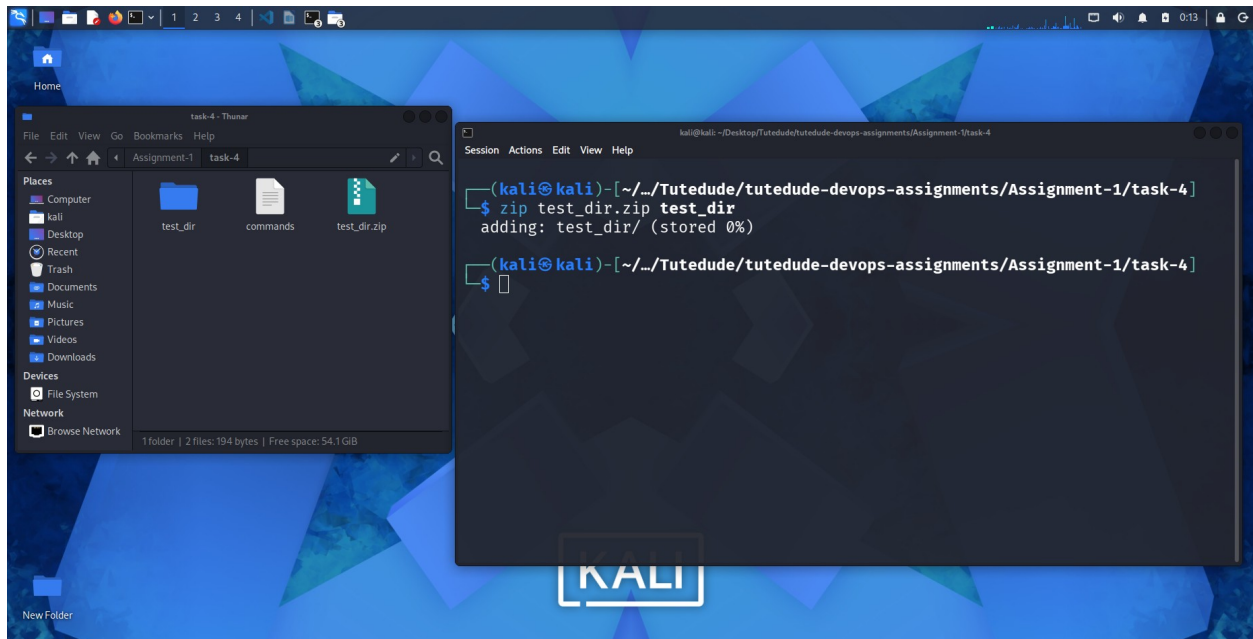 1 2 3 4
3
3
0:13
Home
task-4 - Thunar
File Edit View Go Bookmarks Help
Assignment-1 task-4
Places
Computer
kali
Desktop
Recent
Trash
Documents
Music
Pictures
Videos
Downloads
Devices
File System
Network
Browse Network
test_dir
commands
test_dir.zip
1 folder | 2 files: 194 bytes | Free space: 54.1 GiB
kali@kali: ~/Desktop/Tutedude/tutedude-devops-assignments/Assignment-1/task-4
Session Actions Edit View Help
┌──(kali㉿kali)-[~/…/Tutedude/tutedude-devops-assignments/Assignment-1/task-4]
└─$ zip test_dir.zip test_dir
adding: test_dir/ (stored 0%)
┌──(kali㉿kali)-[~/…/Tutedude/tutedude-devops-assignments/Assignment-1/task-4]
└─$
KALI
New Folder